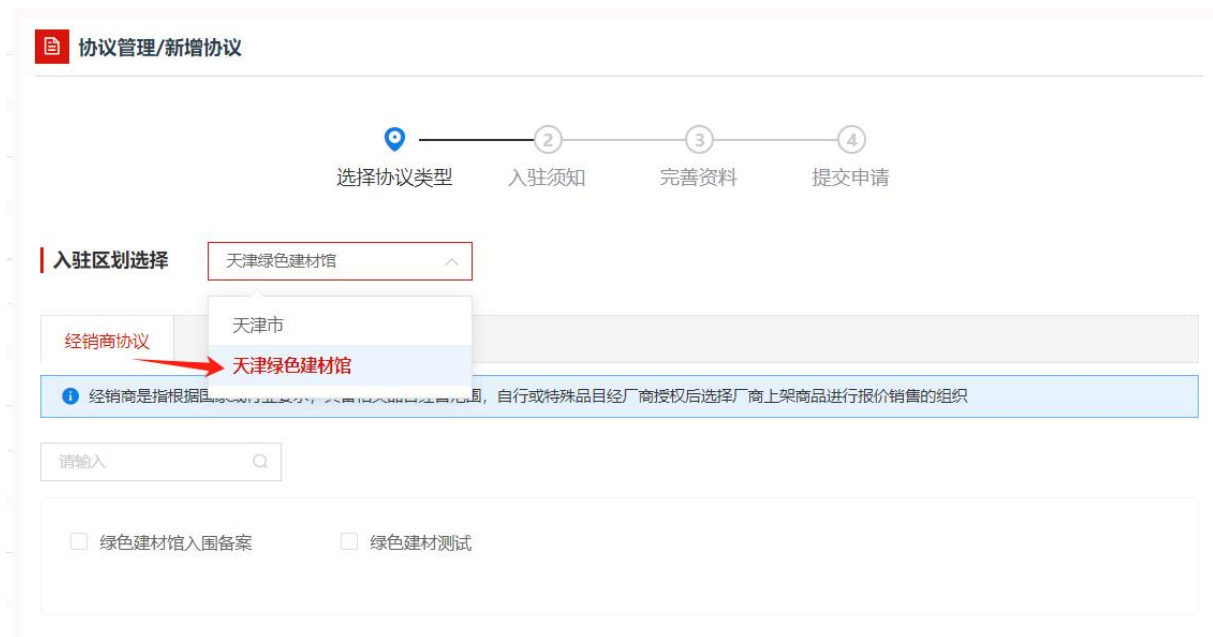 协议管理/新增协议
2
3
4
选择协议类型
入驻须知
完善资料
提交申请
入驻区划选择
天津绿色建材馆
天津市
经销商协议
天津绿色建材馆
经销商是指根据国家或行业要求，具备相关品目经营范围，自行或特殊品目经厂商授权后选择厂商上架商品进行报价销售的组织
请输入
绿色建材馆入围备案
绿色建材测试